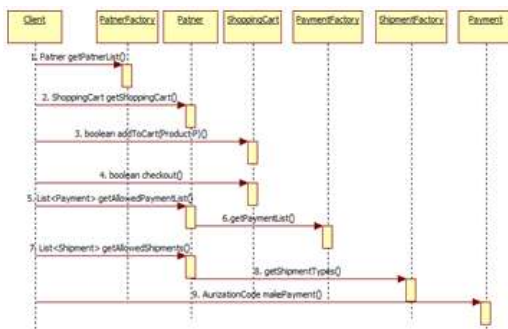 Client PatnerFactory Patner ShoppingCart PaymentFactory ShipmentFactory Payment
1. Patner getPatnerList()
2. ShoppingCart getShoppingCart()
3. boolean addToCart(Product P)()
4. boolean checkout()
5. List<Payment> getAllowedPaymentList()
6.getPaymentList()
7. List<Shipment> getAllowedShipments()
8. getShipmentTypes()
9. AurizationCode makePayment()